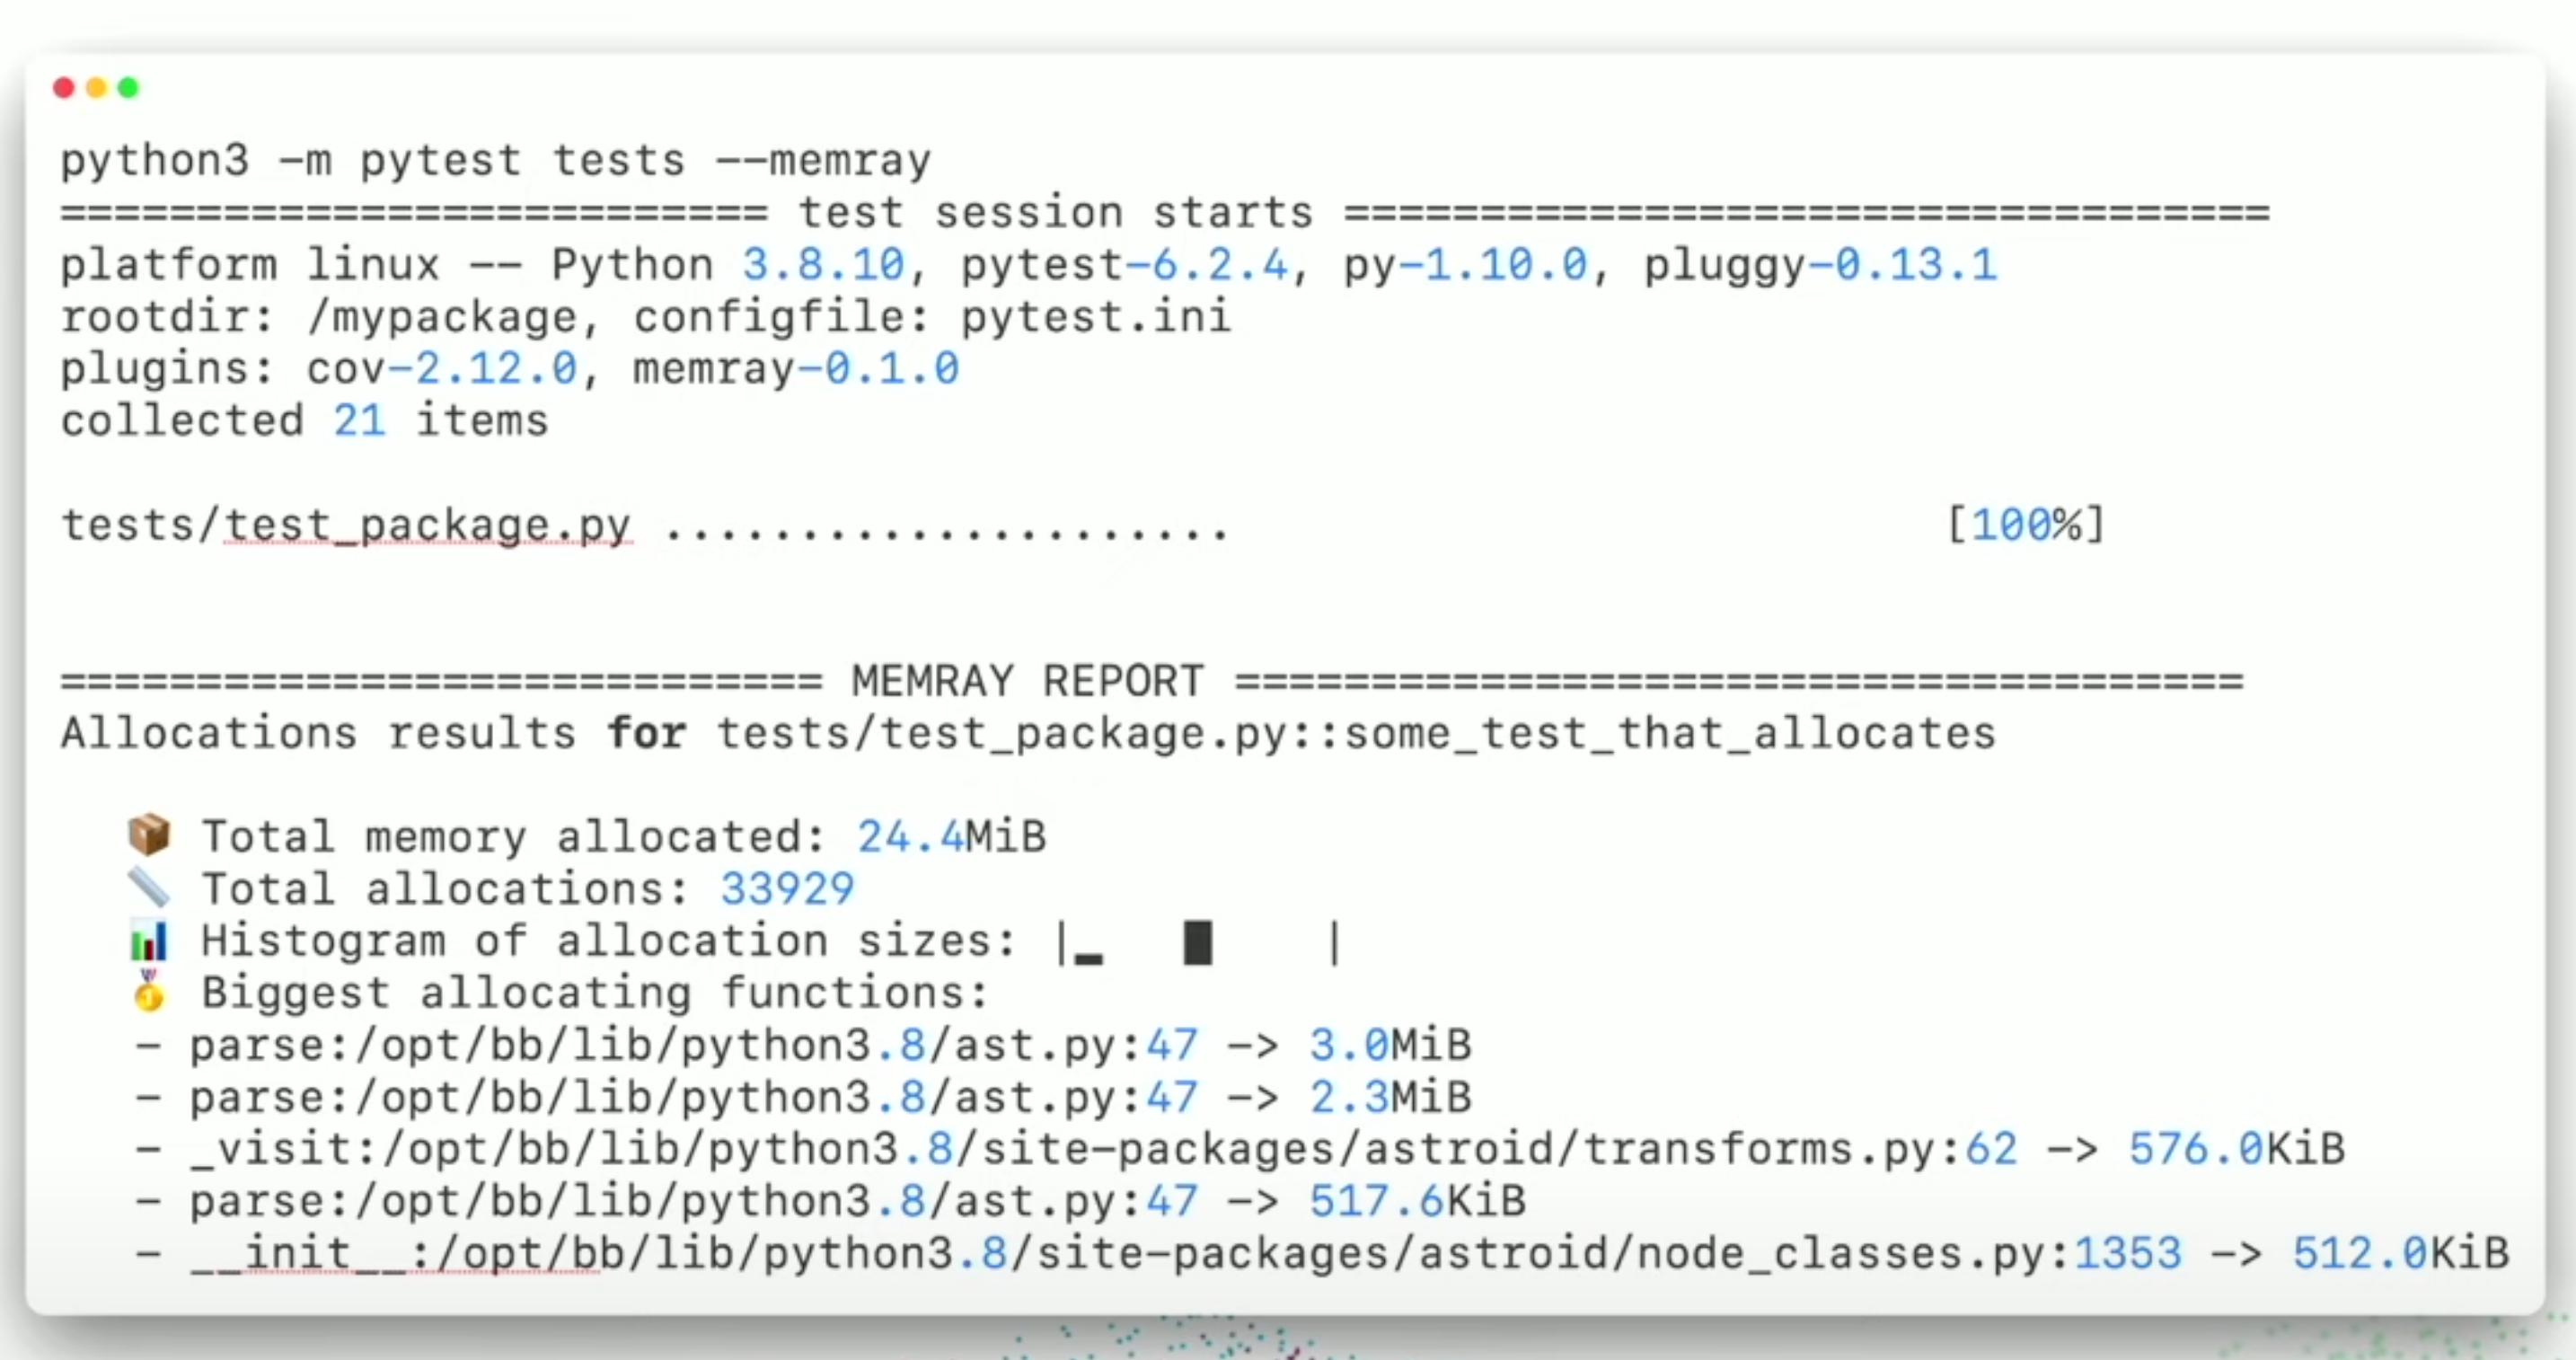 python3 -m pytest tests --memray
========================== test session starts ==================================
platform linux -- Python 3.8.10, pytest-6.2.4, py-1.10.0, pluggy-0.13.1
rootdir: /mypackage, configfile: pytest.ini
plugins: cov-2.12.0, memray-0.1.0
collected 21 items
tests/test_package.py ..................... [100%]
============================ MEMRAY REPORT =====================================
Allocations results for tests/test_package.py::some_test_that_allocates
📦 Total memory allocated: 24.4MiB
📏 Total allocations: 33929
📊 Histogram of allocation sizes: |▂   █    |
🥇 Biggest allocating functions:
- parse:/opt/bb/lib/python3.8/ast.py:47 -> 3.0MiB
- parse:/opt/bb/lib/python3.8/ast.py:47 -> 2.3MiB
- _visit:/opt/bb/lib/python3.8/site-packages/astroid/transforms.py:62 -> 576.0KiB
- parse:/opt/bb/lib/python3.8/ast.py:47 -> 517.6KiB
- __init__:/opt/bb/lib/python3.8/site-packages/astroid/node_classes.py:1353 -> 512.0KiB